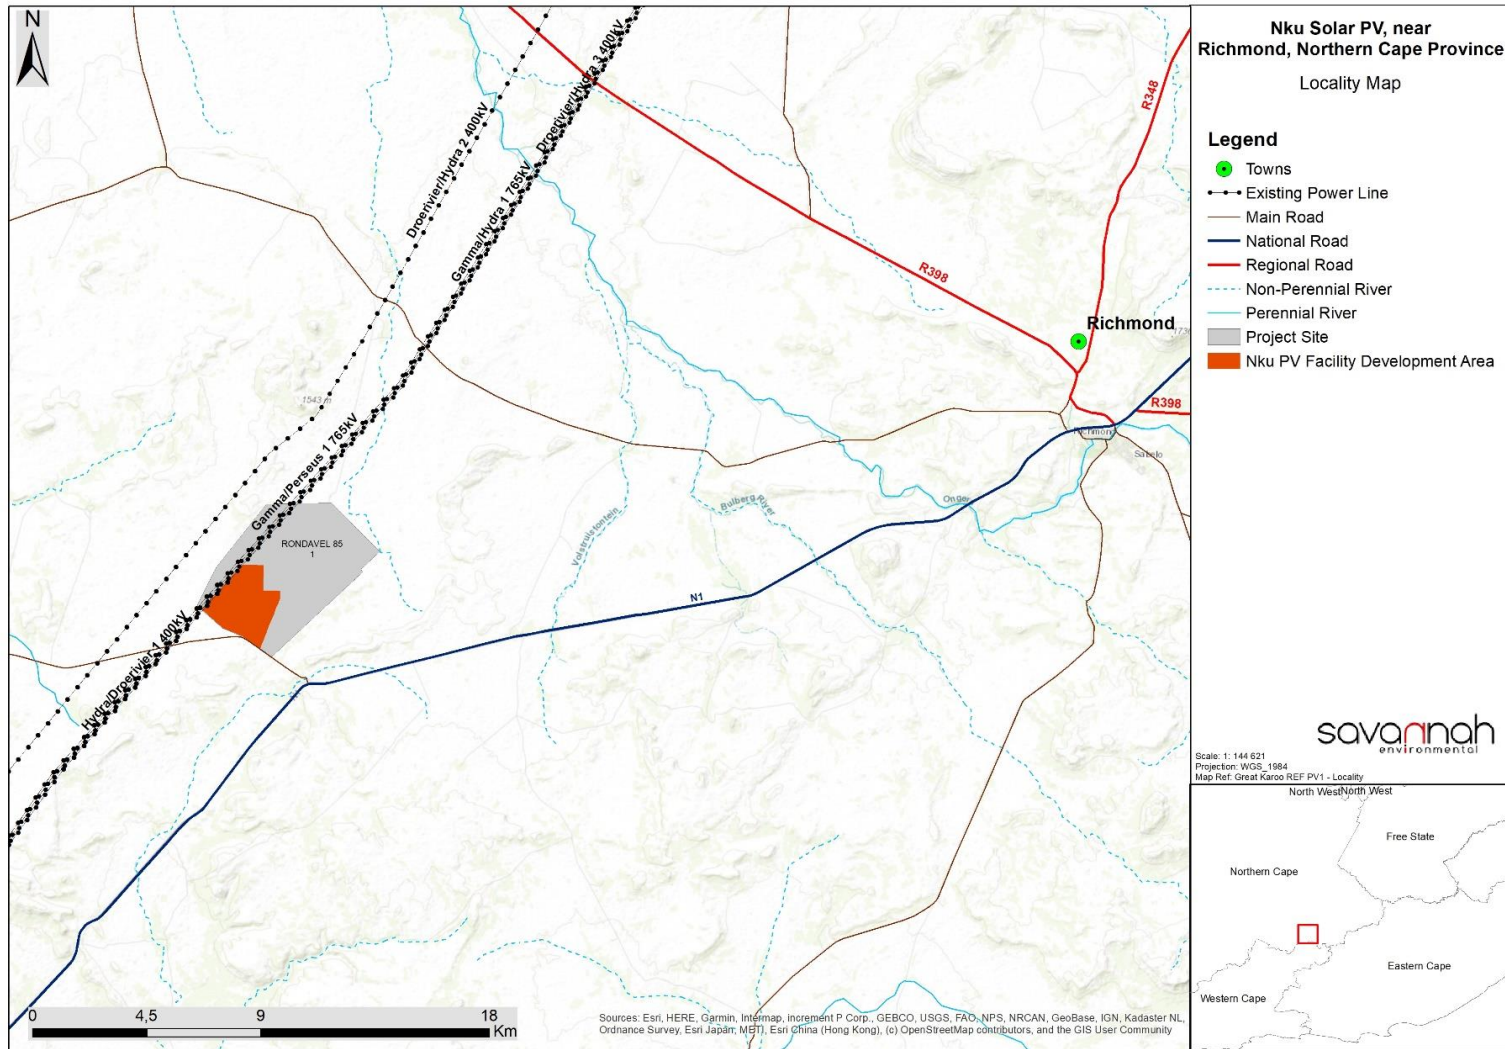 N
Droerivier/Hydra 2 400kV
Droerivier/Hydra 3 400kV
Gamma/Hydra 1 765kV
Gamma/Perseus 1 765kV
Hydra/Droerivier 1 400kV
R398
R348
Richmond
R398
Richmond
Sabelo
1543 m
RONDAVEL 85
1
Volstruisfontein
Bulberg River
Onger
N1
0 4,5 9 18
Km
Sources: Esri, HERE, Garmin, Intermap, increment P Corp., GEBCO, USGS, FAO, NPS, NRCAN, GeoBase, IGN, Kadaster NL,
Ordnance Survey, Esri Japan, METI, Esri China (Hong Kong), (c) OpenStreetMap contributors, and the GIS User Community
Nku Solar PV, near
Richmond, Northern Cape Province
Locality Map
Legend
Towns
Existing Power Line
Main Road
National Road
Regional Road
Non-Perennial River
Perennial River
Project Site
Nku PV Facility Development Area
savannah
environmental
Scale: 1: 144 621
Projection: WGS_1984
Map Ref: Great Karoo REF PV1 - Locality
North West North West
Free State
Northern Cape
Eastern Cape
Western Cape